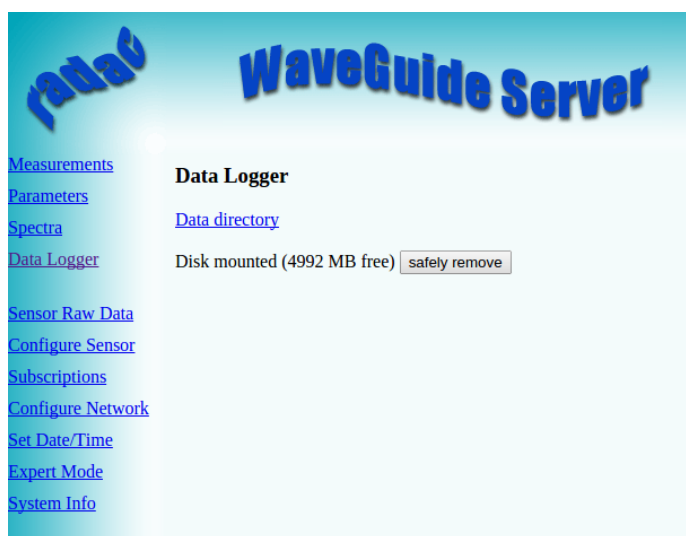 radac
WaveGuide Server
Measurements
Parameters
Spectra
Data Logger
Sensor Raw Data
Configure Sensor
Subscriptions
Configure Network
Set Date/Time
Expert Mode
System Info
Data Logger
Data directory
Disk mounted (4992 MB free) safely remove